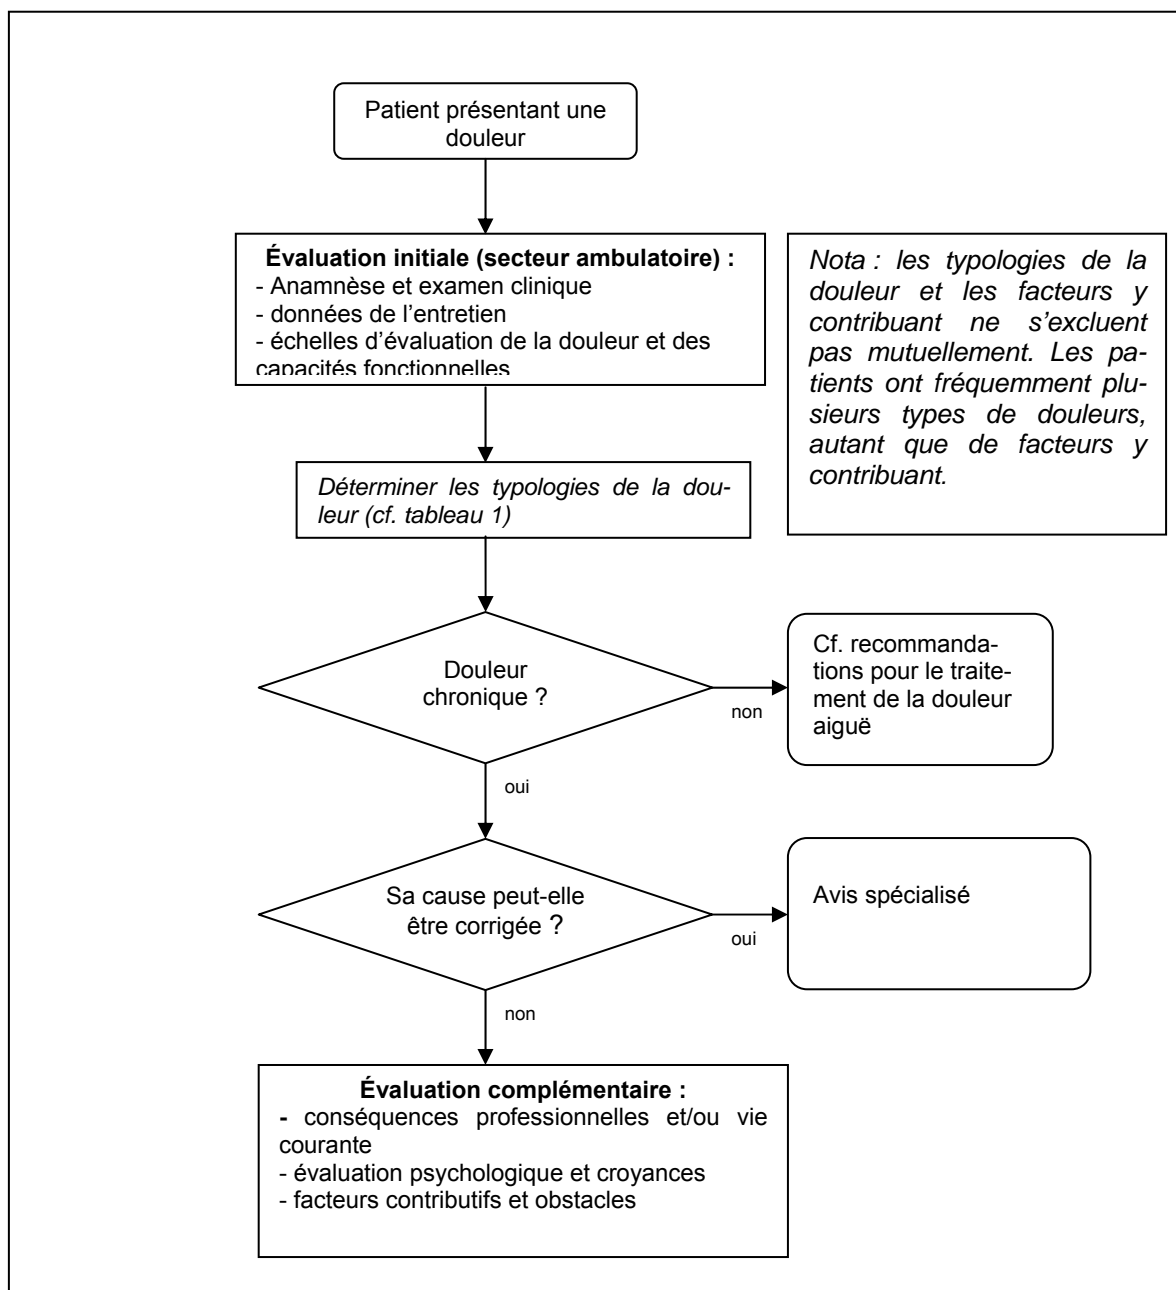 Patient présentant une
douleur
Évaluation initiale (secteur ambulatoire) :
- Anamnèse et examen clinique
- données de l’entretien
- échelles d’évaluation de la douleur et des
capacités fonctionnelles
Nota : les typologies de la
douleur et les facteurs y
contribuant ne s’excluent
pas mutuellement. Les pa-
tients ont fréquemment plu-
sieurs types de douleurs,
autant que de facteurs y
contribuant.
Déterminer les typologies de la dou-
leur (cf. tableau 1)
Douleur
chronique ?
non
Cf. recommanda-
tions pour le traite-
ment de la douleur
aiguë
oui
Sa cause peut-elle
être corrigée ?
oui
Avis spécialisé
non
Évaluation complémentaire :
- conséquences professionnelles et/ou vie
courante
- évaluation psychologique et croyances
- facteurs contributifs et obstacles